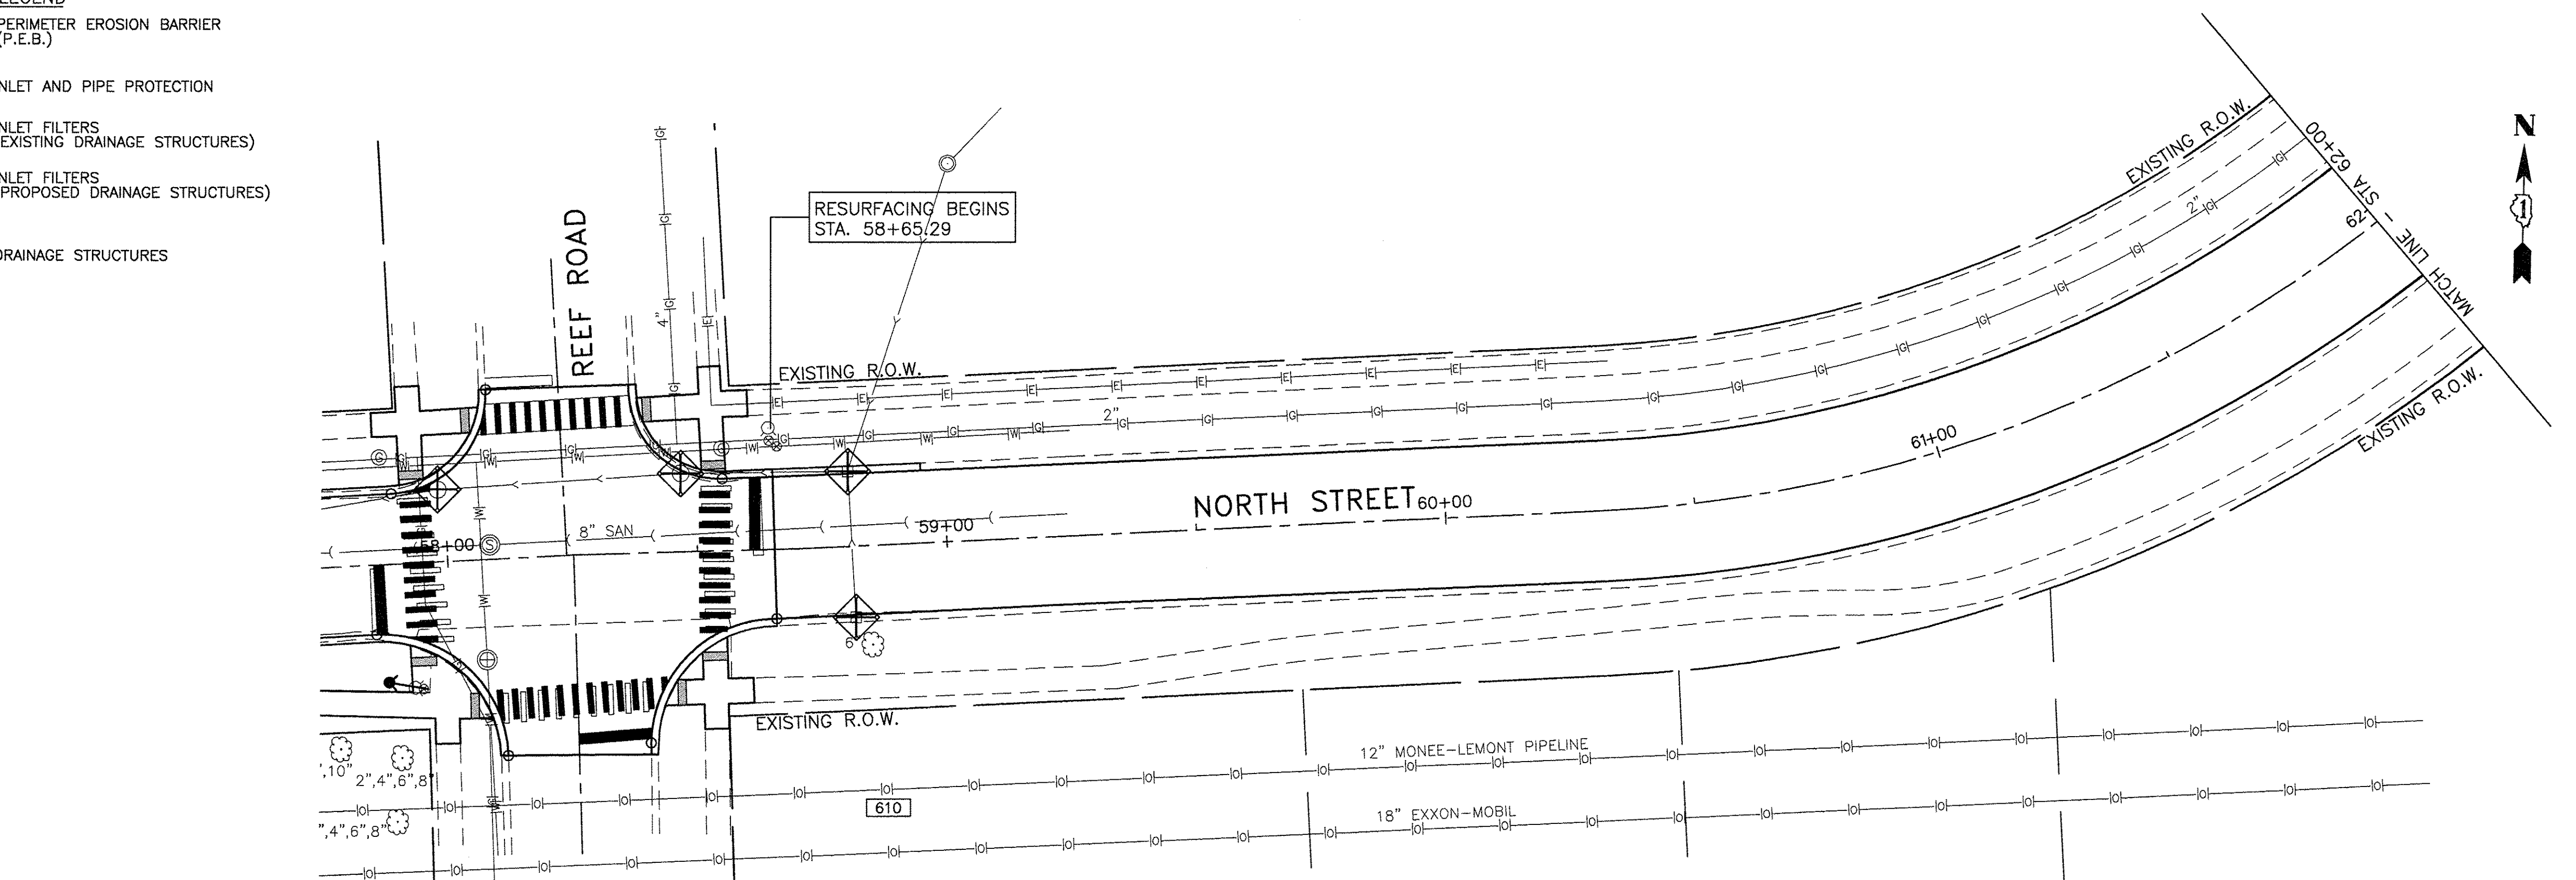 LEGEND
PERIMETER EROSION BARRIER
(P.E.B.)
NLET AND PIPE PROTECTION
NLET FILTERS
EXISTING DRAINAGE STRUCTURES)
NLET FILTERS
PROPOSED DRAINAGE STRUCTURES)
DRAINAGE STRUCTURES
REEF ROAD
RESURFACING BEGINS
STA. 58+65.29
EXISTING R.O.W.
EXISTING R.O.W.
MATCH LINE - STA 62+00
62
N
1
4"
2"
2"
NORTH STREET
58+00
59+00
60+00
61+00
8" SAN
S
6
EXISTING R.O.W.
EXISTING R.O.W.
12" MONEE-LEMONT PIPELINE
610
18" EXXON-MOBIL
",10"
2",4",6",8"
",4",6",8"